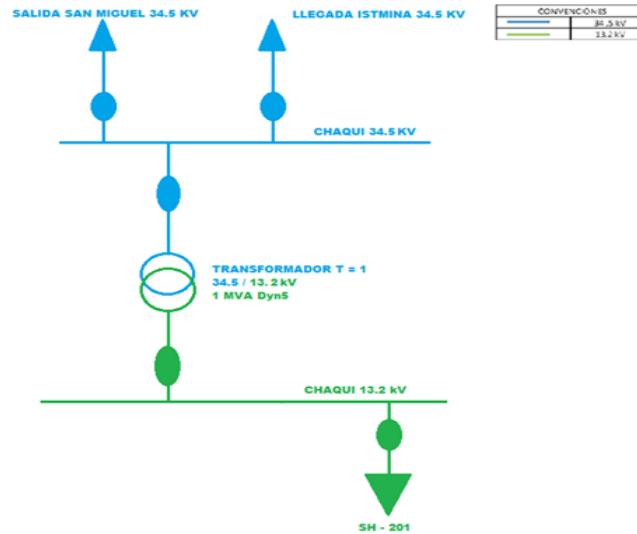 SALIDA SAN MIGUEL 34.5 KV
LLEGADA ISTMINA 34.5 KV
CONVENCIONES
34.5 kV
13.2 kV
CHAQUI 34.5 KV
TRANSFORMADOR T = 1
34.5 / 13.2 kV
1 MVA Dyn5
CHAQUI 13.2 kV
SH - 201